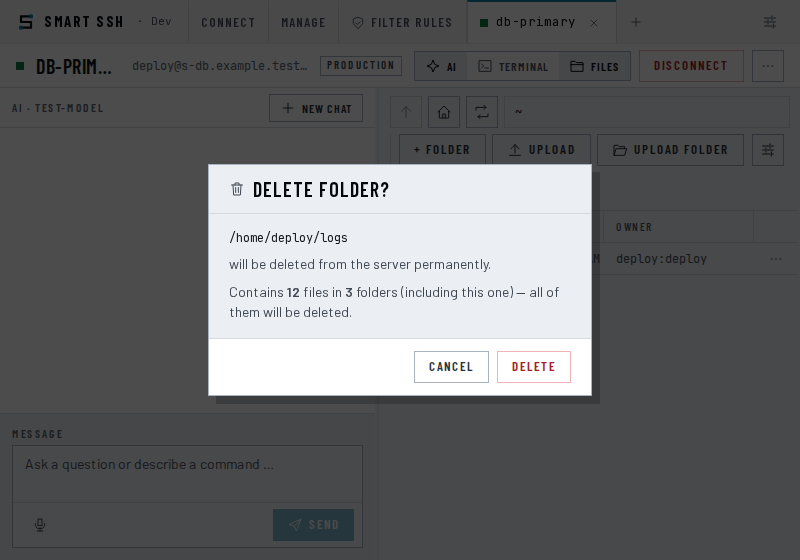 SMART SSH · Dev CONNECT MANAGE FILTER RULES db-primary
DB-PRIM... deploy@s-db.example.test... PRODUCTION AI TERMINAL FILES DISCONNECT
AI · TEST-MODEL NEW CHAT
~
+ FOLDER UPLOAD UPLOAD FOLDER
OWNER
deploy:deploy
DELETE FOLDER?
/home/deploy/logs
will be deleted from the server permanently.
Contains 12 files in 3 folders (including this one) — all of
them will be deleted.
CANCEL DELETE
MESSAGE
Ask a question or describe a command ...
SEND